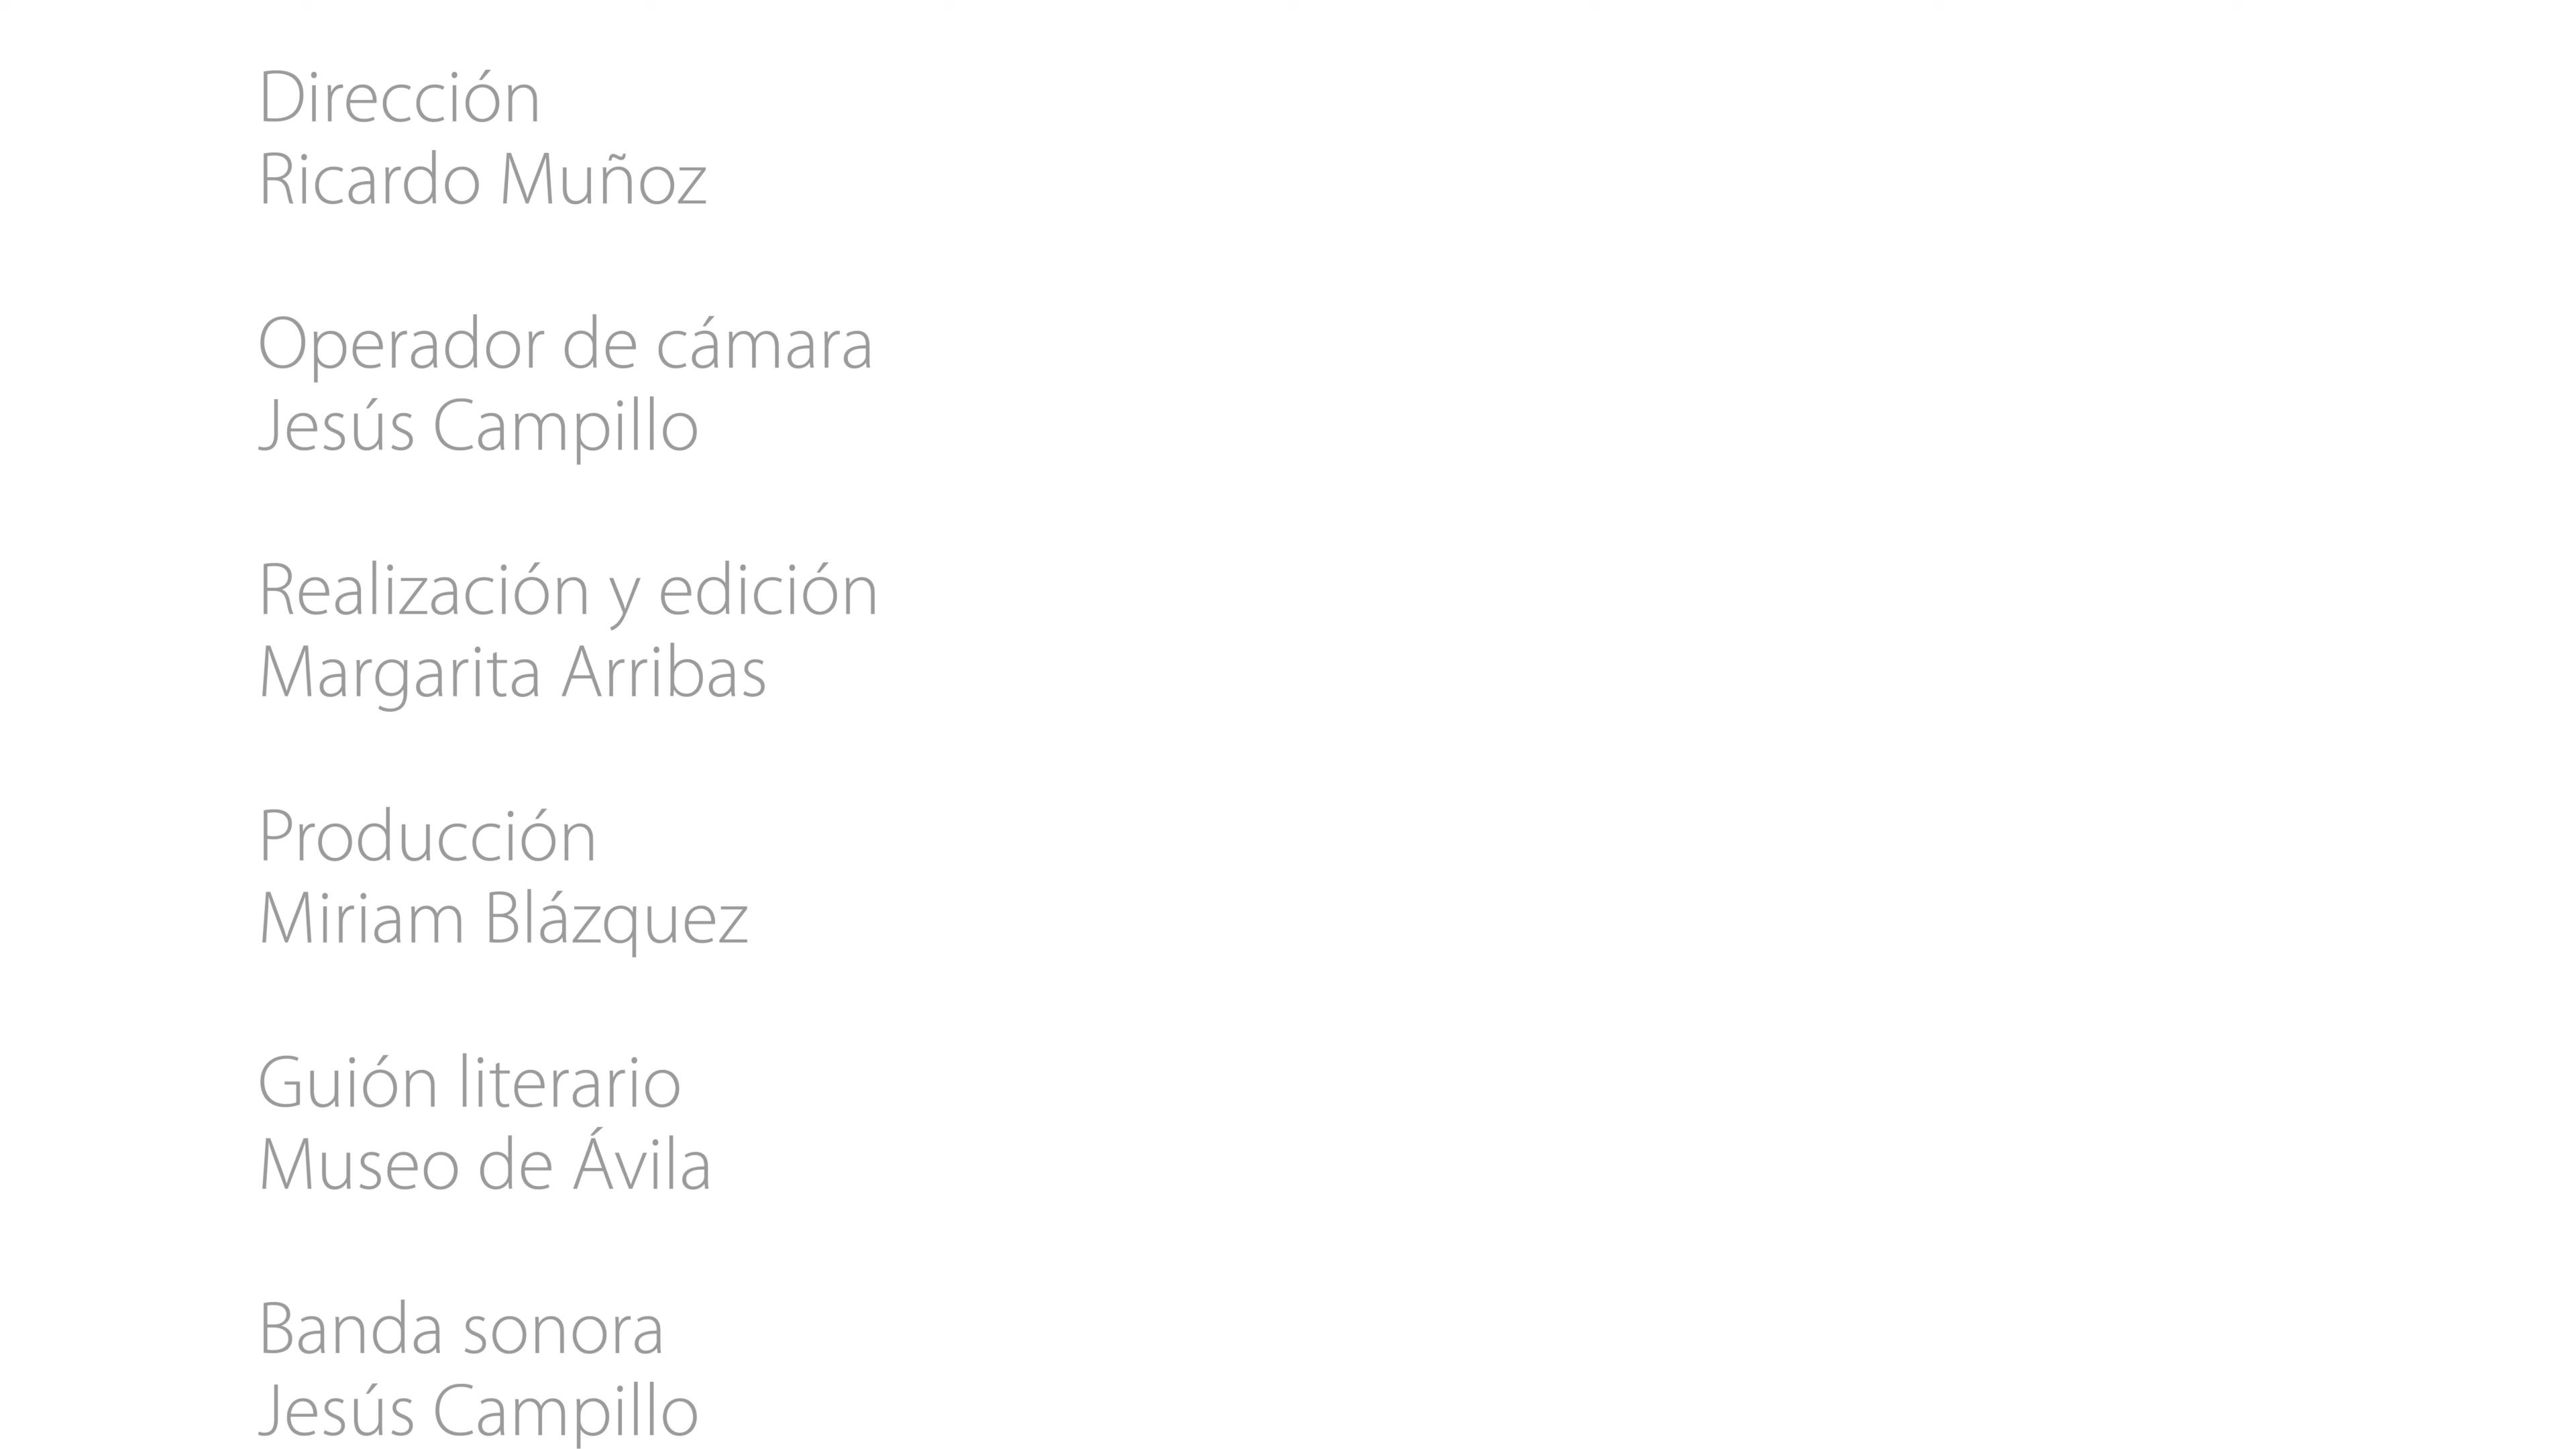 Dirección
Ricardo Muñoz
Operador de cámara
Jesús Campillo
Realización y edición
Margarita Arribas
Producción
Miriam Blázquez
Guión literario
Museo de Ávila
Banda sonora
Jesús Campillo